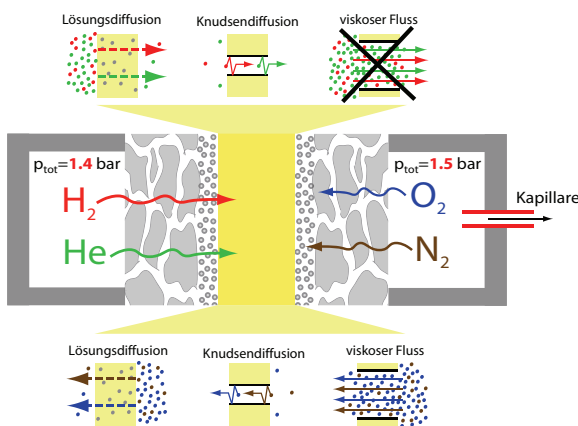 Lösungsdiffusion Knudsendiffusion viskoser Fluss
p_tot=1.4 bar p_tot=1.5 bar
Kapillare
H₂ O₂
He N₂
Lösungsdiffusion Knudsendiffusion viskoser Fluss